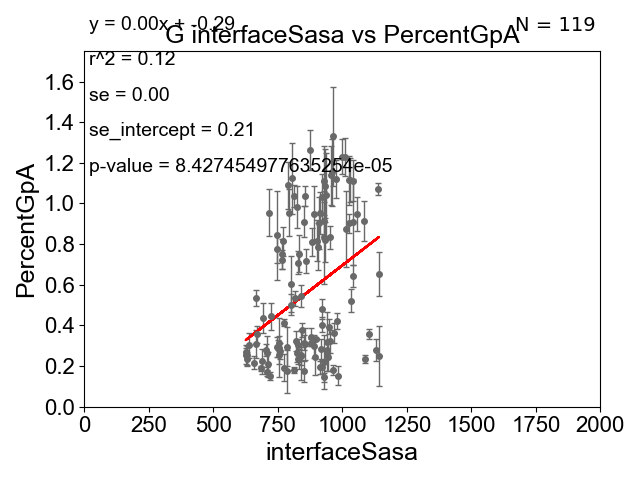 y = 0.00x + -0.29
N = 119
G interfaceSasa vs PercentGpA
r^2 = 0.12
se = 0.00
se_intercept = 0.21
p-value = 8.427454977635254e-05
PercentGpA
1.6
1.4
1.2
1.0
0.8
0.6
0.4
0.2
0.0
0 250 500 750 1000 1250 1500 1750 2000
interfaceSasa